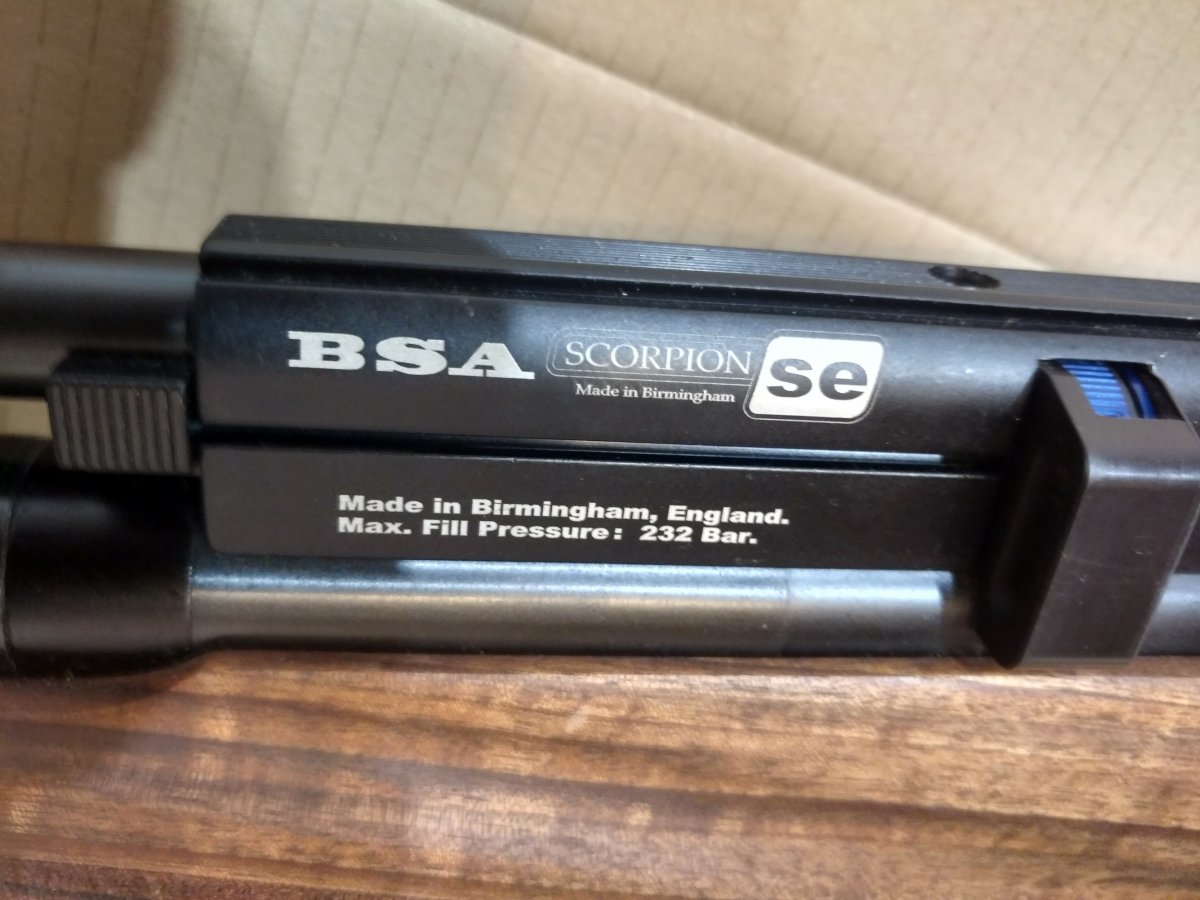 BSA SCORPION se
Made in Birmingham
Made in Birmingham, England.
Max. Fill Pressure: 232 Bar.